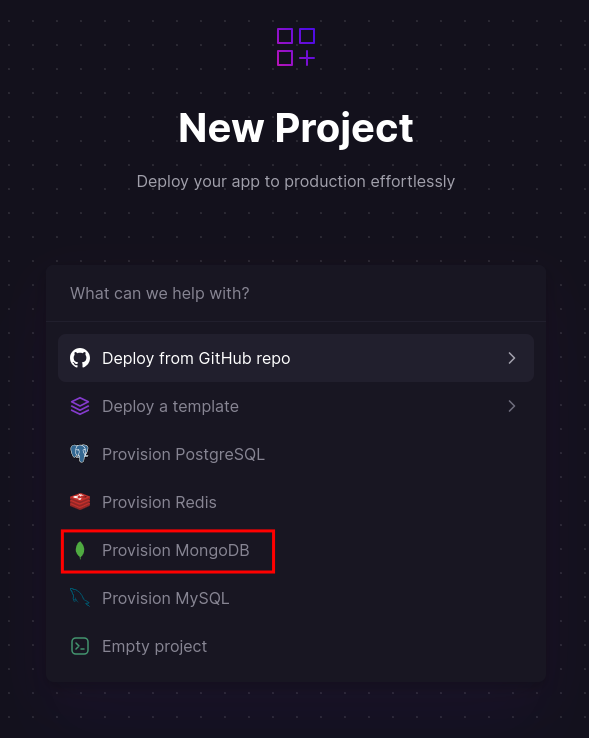 New Project
Deploy your app to production effortlessly
What can we help with?
Deploy from GitHub repo
Deploy a template
Provision PostgreSQL
Provision Redis
Provision MongoDB
Provision MySQL
Empty project